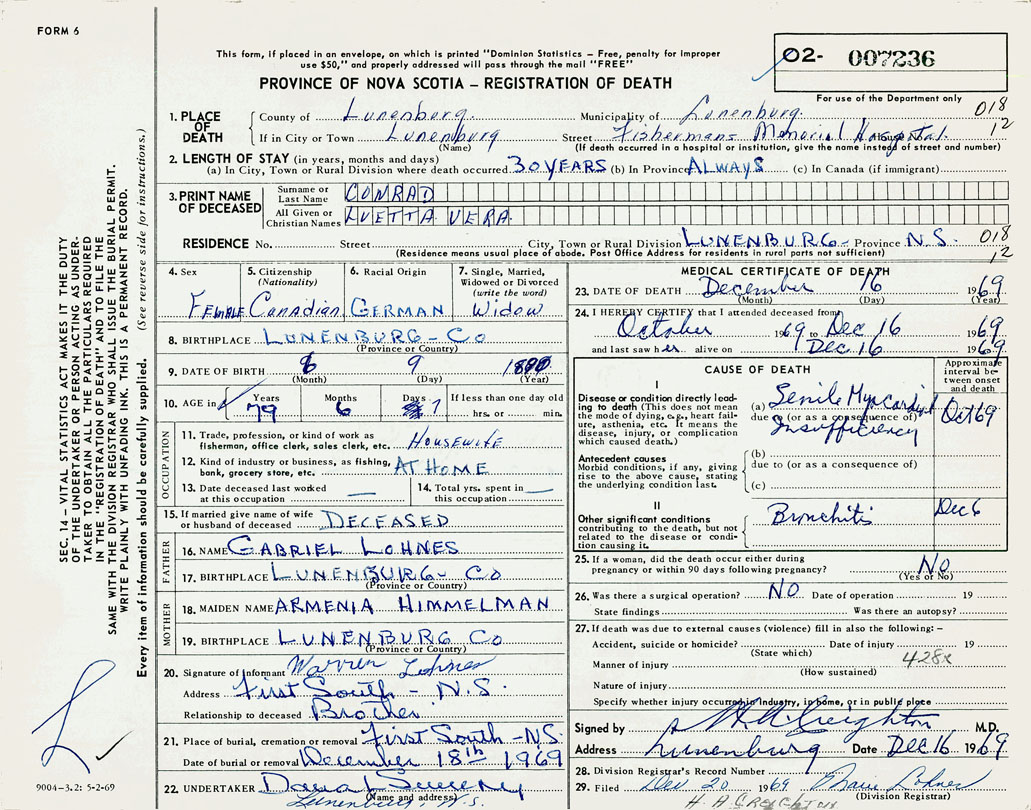 FORM 6
This form, if placed in an envelope, on which is printed "Dominion Statistics – Free, penalty for improper
use $50," and properly addressed will pass through the mail "FREE"
O2- 007236
PROVINCE OF NOVA SCOTIA – REGISTRATION OF DEATH
For use of the Department only
1. PLACE OF DEATH
County of Lunenburg. Municipality of Lunenburg. 018
If in City or Town Lunenburg Street Fishermans Memorial Hospital. 12
(Name) (If death occurred in a hospital or institution, give the name instead of street and number)
2. LENGTH OF STAY (in years, months and days)
(a) In City, Town or Rural Division where death occurred 30 YEARS (b) In Province ALWAYS (c) In Canada (if immigrant)
3. PRINT NAME OF DECEASED
Surname or Last Name CONRAD
All Given or Christian Names LUETTA VERA
RESIDENCE No. Street City, Town or Rural Division LUNENBURG- Province N.S. 018
12
(Residence means usual place of abode. Post Office Address for residents in rural parts not sufficient)
4. Sex FEMALE
5. Citizenship (Nationality) Canadian
6. Racial Origin GERMAN
7. Single, Married, Widowed or Divorced (write the word) WIDOW
8. BIRTHPLACE LUNENBURG- CO
(Province or Country)
9. DATE OF BIRTH 6 9 1890
(Month) (Day) (Year)
10. AGE in Years 79 Months 6 Days 7 If less than one day old
hrs. or min.
OCCUPATION
11. Trade, profession, or kind of work as
fisherman, office clerk, sales clerk, etc. HOUSEWIFE
12. Kind of industry or business, as fishing,
bank, grocery store, etc. AT HOME
13. Date deceased last worked
at this occupation —
14. Total yrs. spent in
this occupation —
15. If married give name of wife
or husband of deceased DECEASED
FATHER
16. NAME GABRIEL LOHNES
17. BIRTHPLACE LUNENBURG- CO
(Province or Country)
MOTHER
18. MAIDEN NAME ARMENIA HIMMELMAN
19. BIRTHPLACE LUNENBURG CO
(Province or Country)
20. Signature of Informant Warren Lohnes
Address First South - N.S.
Relationship to deceased Brother
21. Place of burial, cremation or removal First South - N.S.
Date of burial or removal December 18th 1969
22. UNDERTAKER
(Name and address)
Lunenburg N.S.
MEDICAL CERTIFICATE OF DEATH
23. DATE OF DEATH December 16 1969
(Month) (Day) (Year)
24. I HEREBY CERTIFY that I attended deceased from
October 1969 to Dec 16 1969
and last saw her alive on Dec 16 1969
CAUSE OF DEATH
Approximate interval between onset and death
I
Disease or condition directly leading
to death (This does not mean
the mode of dying, e.g., heart failure,
asthenia, etc. It means the
disease, injury, or complication
which caused death.)
(a) Senile Myocardial Oct 69
due to (or as a consequence of)
Insufficiency
Antecedent causes
Morbid conditions, if any, giving
rise to the above cause, stating
the underlying condition last.
(b)
due to (or as a consequence of)
(c)
II
Other significant conditions
contributing to the death, but not
related to the disease or condition
causing it.
Bronchitis Dec 6
25. If a woman, did the death occur either during
pregnancy or within 90 days following pregnancy? No
(Yes or No)
26. Was there a surgical operation? NO Date of operation 19
State findings Was there an autopsy?
27. If death was due to external causes (violence) fill in also the following: –
Accident, suicide or homicide? Date of injury 19
(State which) 428x
Manner of injury
(How sustained)
Nature of injury
Specify whether injury occurred in Industry, in home, or in public place
Signed by H A Creighton M.D.
Address Lunenburg Date Dec 16 1969
28. Division Registrar's Record Number
29. Filed Dec 20 1969
(Division Registrar)
H. A CREIGHTON
SEC. 14 – VITAL STATISTICS ACT MAKES IT THE DUTY
OF THE UNDERTAKER OR PERSON ACTING AS UNDER-
TAKER TO OBTAIN ALL THE PARTICULARS REQUIRED
IN THE "REGISTRATION OF DEATH" AND TO FILE THE
SAME WITH THE DIVISION REGISTRAR WHO SHALL ISSUE THE BURIAL PERMIT.
WRITE PLAINLY WITH UNFADING INK. THIS IS A PERMANENT RECORD.
Every item of information should be carefully supplied. (See reverse side for instructions.)
9004-3.2: 5-2-69